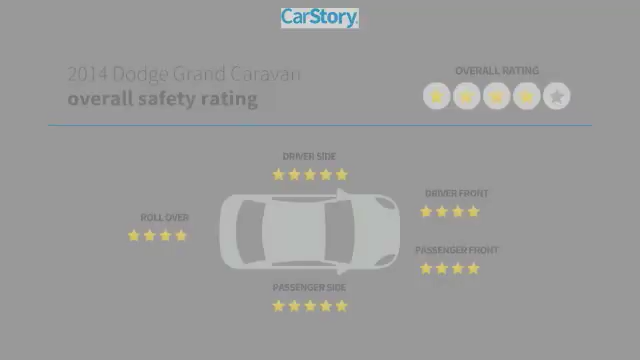 CarStory.
2014 Dodge Grand Caravan
overall safety rating
OVERALL RATING
DRIVER SIDE
DRIVER FRONT
ROLL OVER
PASSENGER FRONT
PASSENGER SIDE